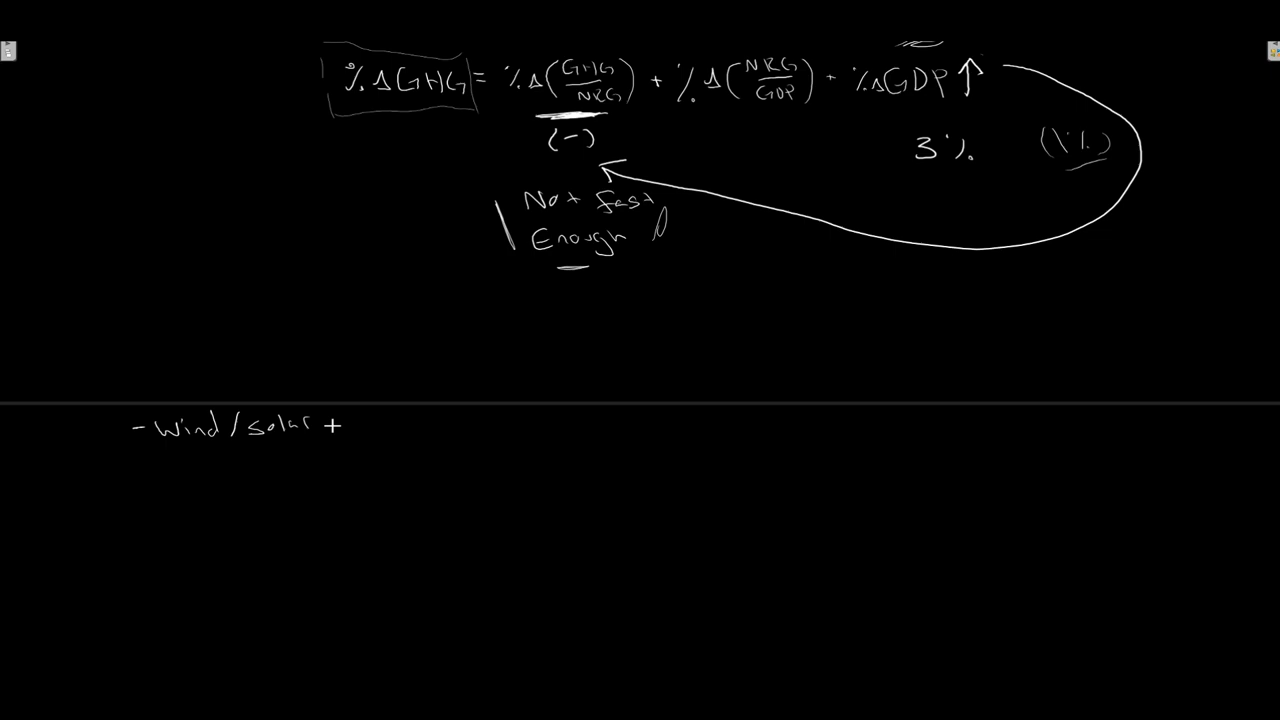 %ΔGHG = %Δ(GHG/NRG) + %Δ(NRG/GDP) + %ΔGDP ↑
(-)
3% (1%)
Not fast
Enough
- Wind/solar +